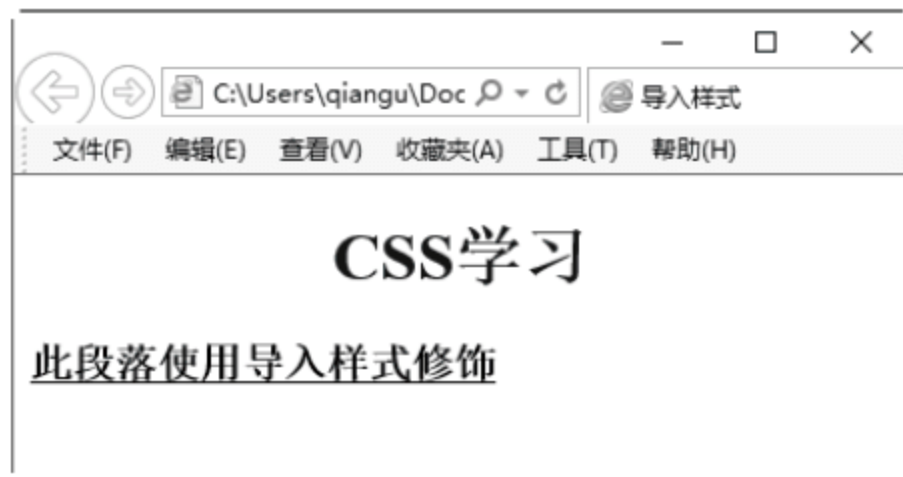 C:\Users\qiangu\Doc 导入样式
文件(F) 编辑(E) 查看(V) 收藏夹(A) 工具(T) 帮助(H)
CSS学习
此段落使用导入样式修饰